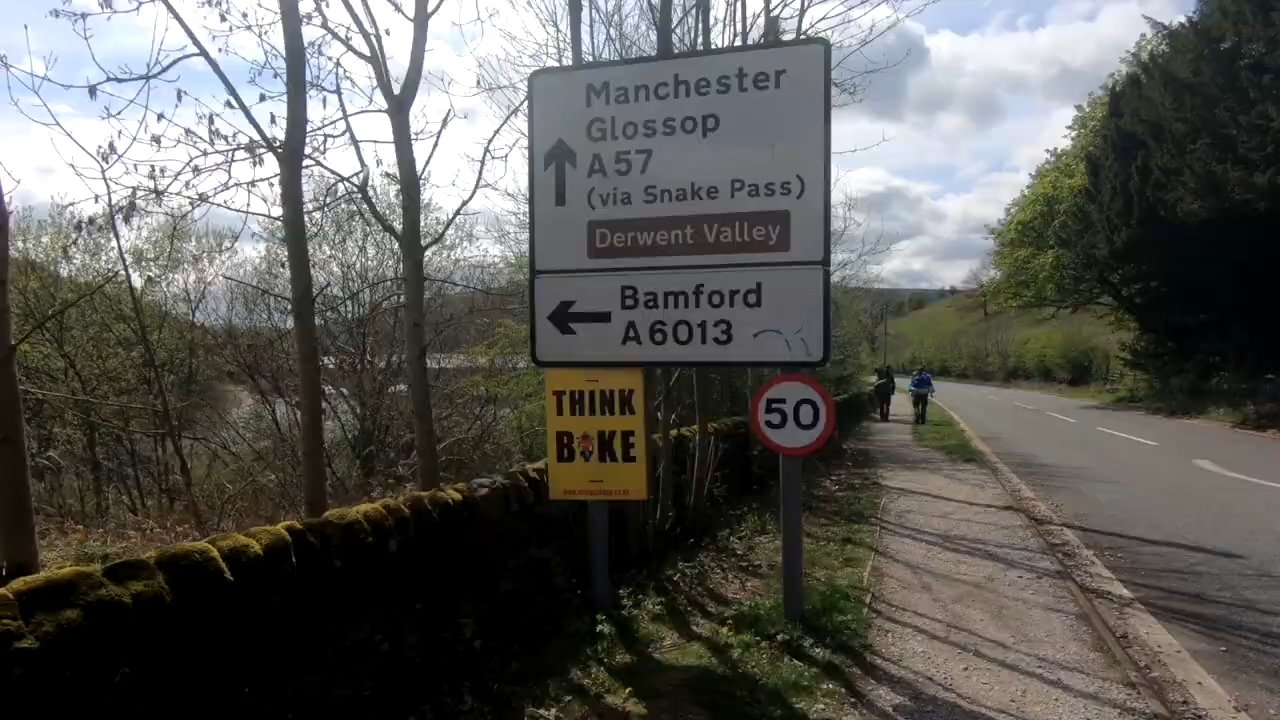 Manchester
Glossop
A57
(via Snake Pass)
Derwent Valley
Bamford
A6013
THINK
BIKE
50